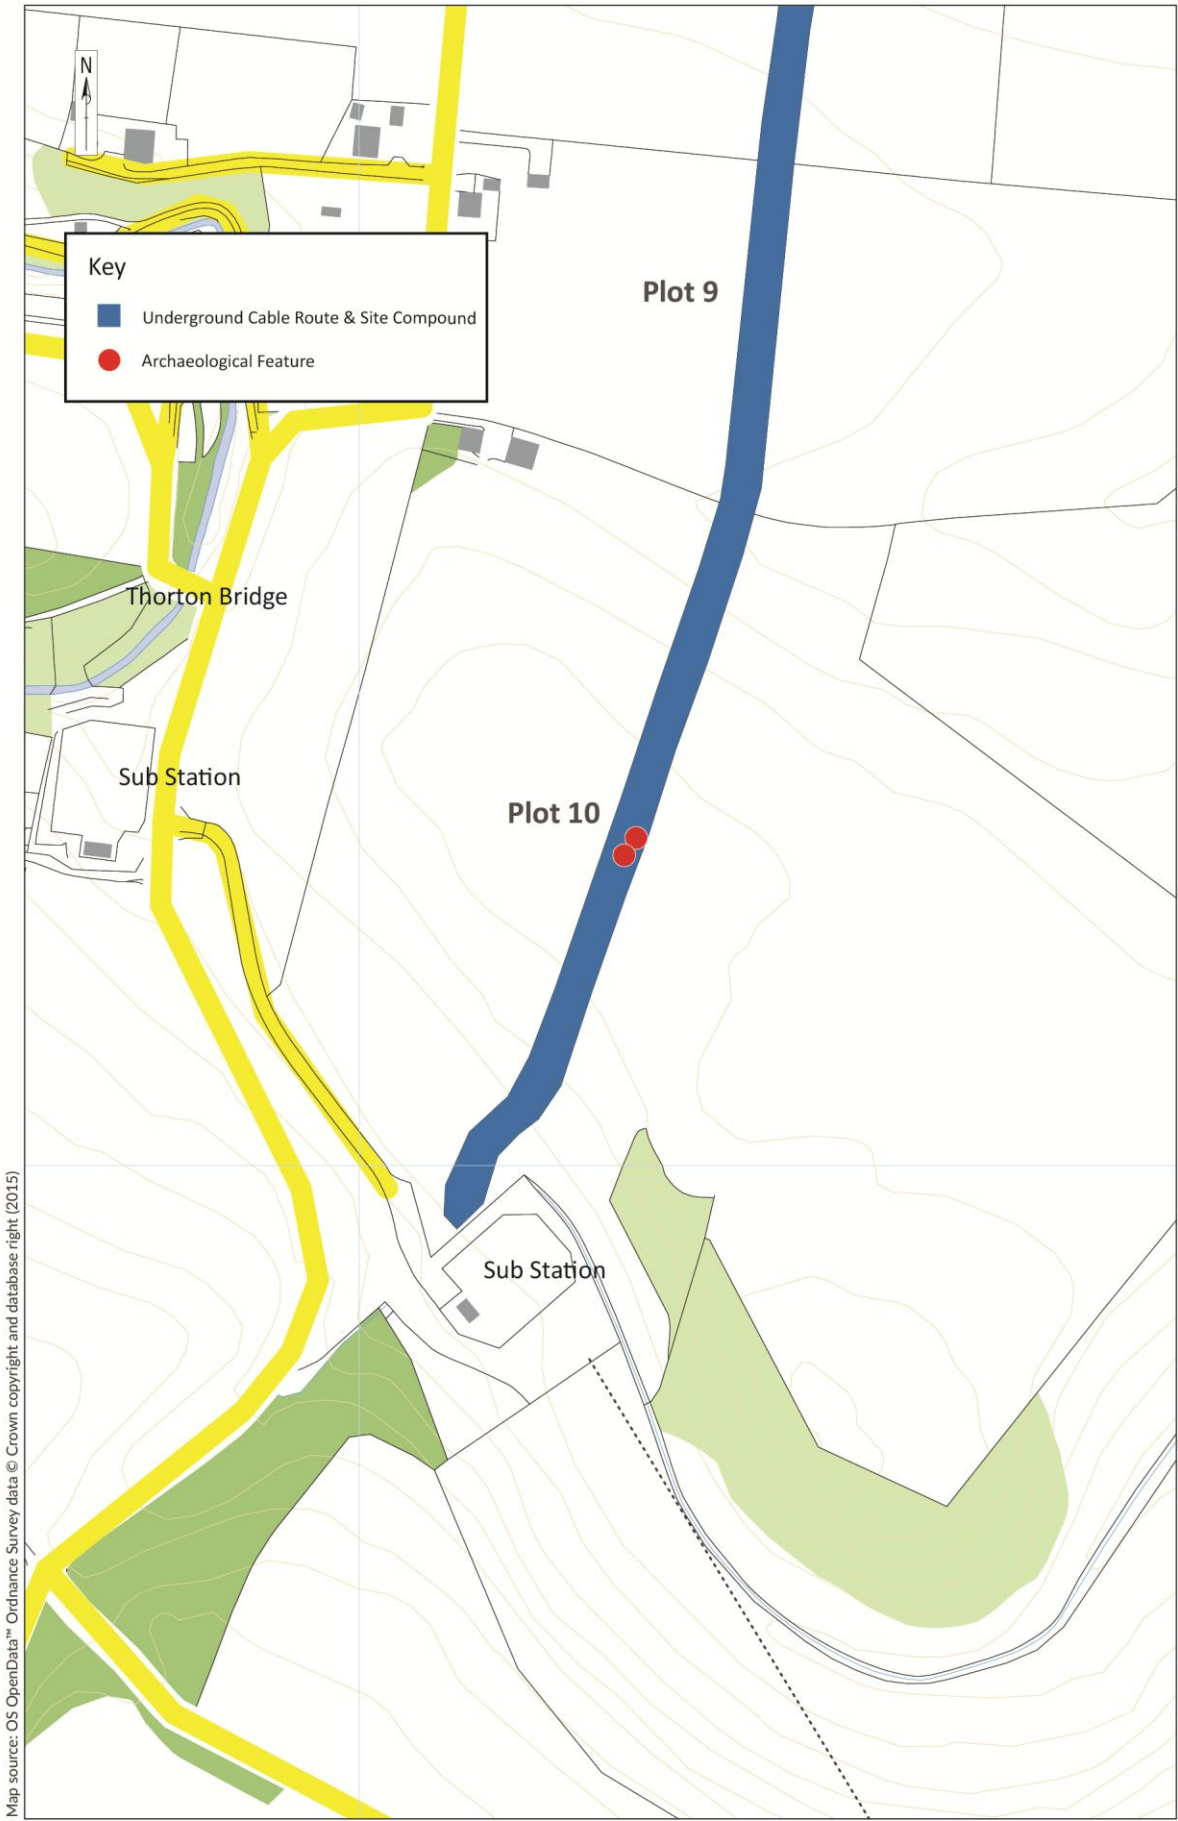 N
Key
Underground Cable Route & Site Compound
Archaeological Feature
Plot 9
Thorton Bridge
Sub Station
Plot 10
Sub Station
Map source: OS OpenData™ Ordnance Survey data © Crown copyright and database right (2015)